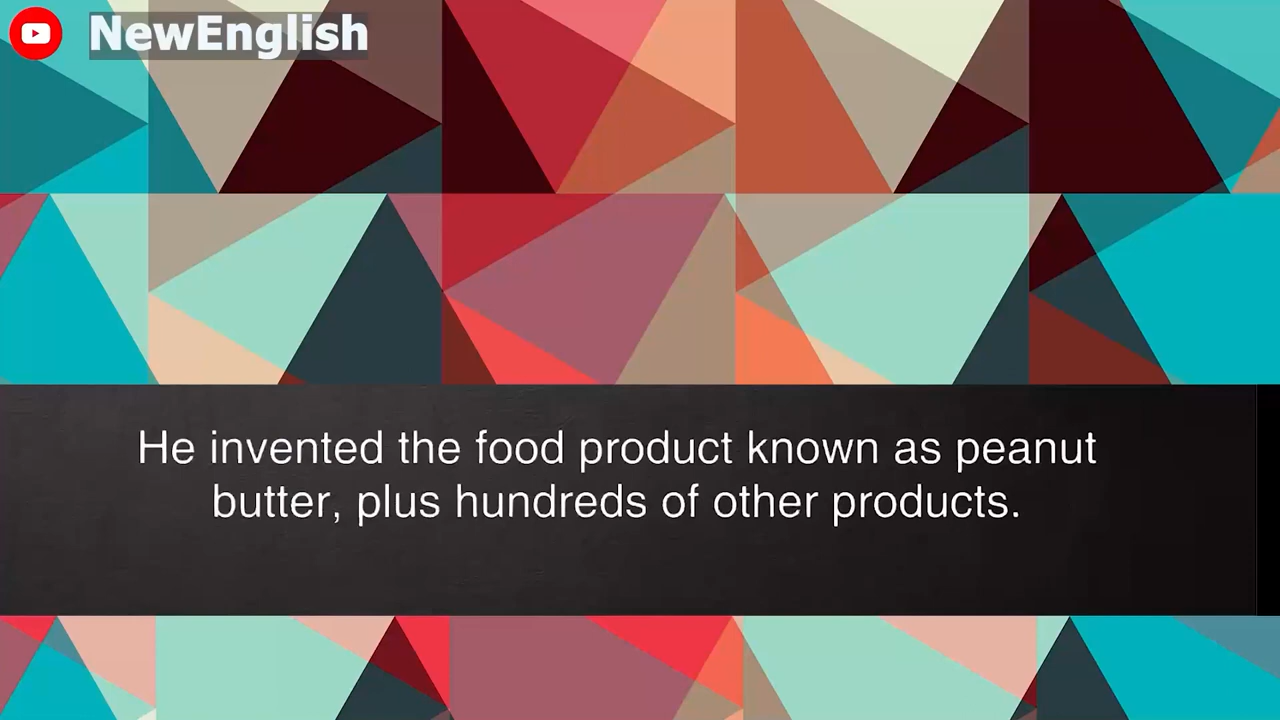 NewEnglish
He invented the food product known as peanut
butter, plus hundreds of other products.